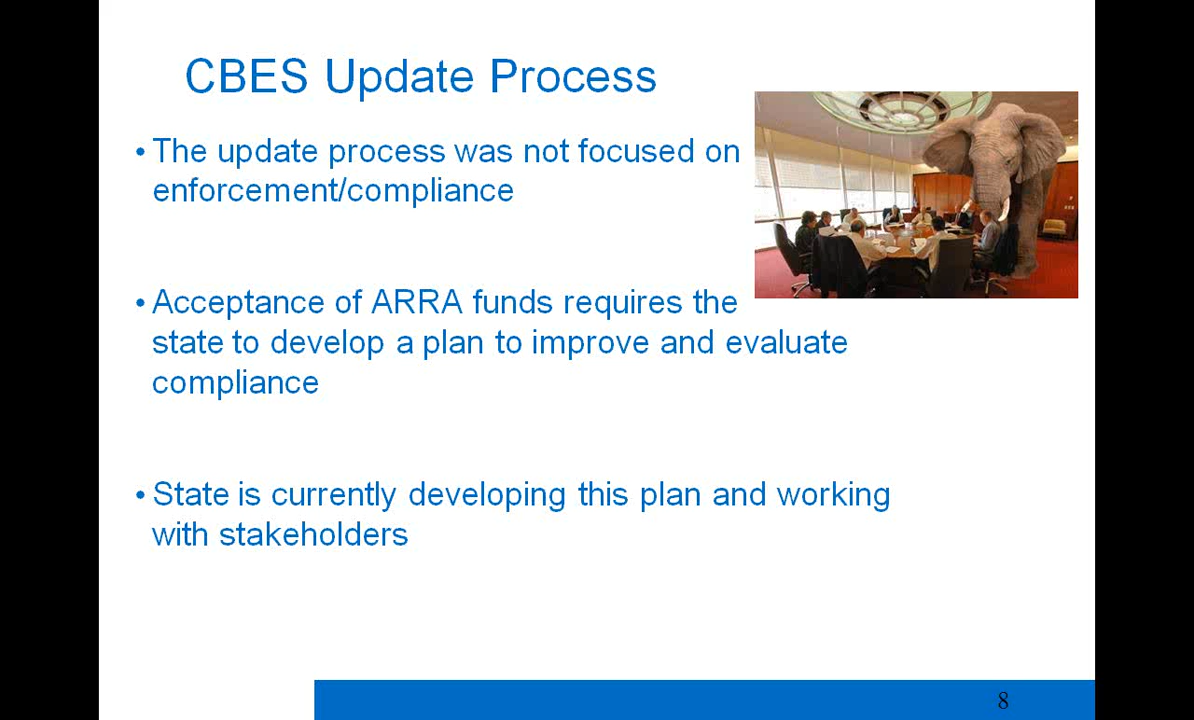 CBES Update Process
• The update process was not focused on
enforcement/compliance
• Acceptance of ARRA funds requires the
state to develop a plan to improve and evaluate
compliance
• State is currently developing this plan and working
with stakeholders
8